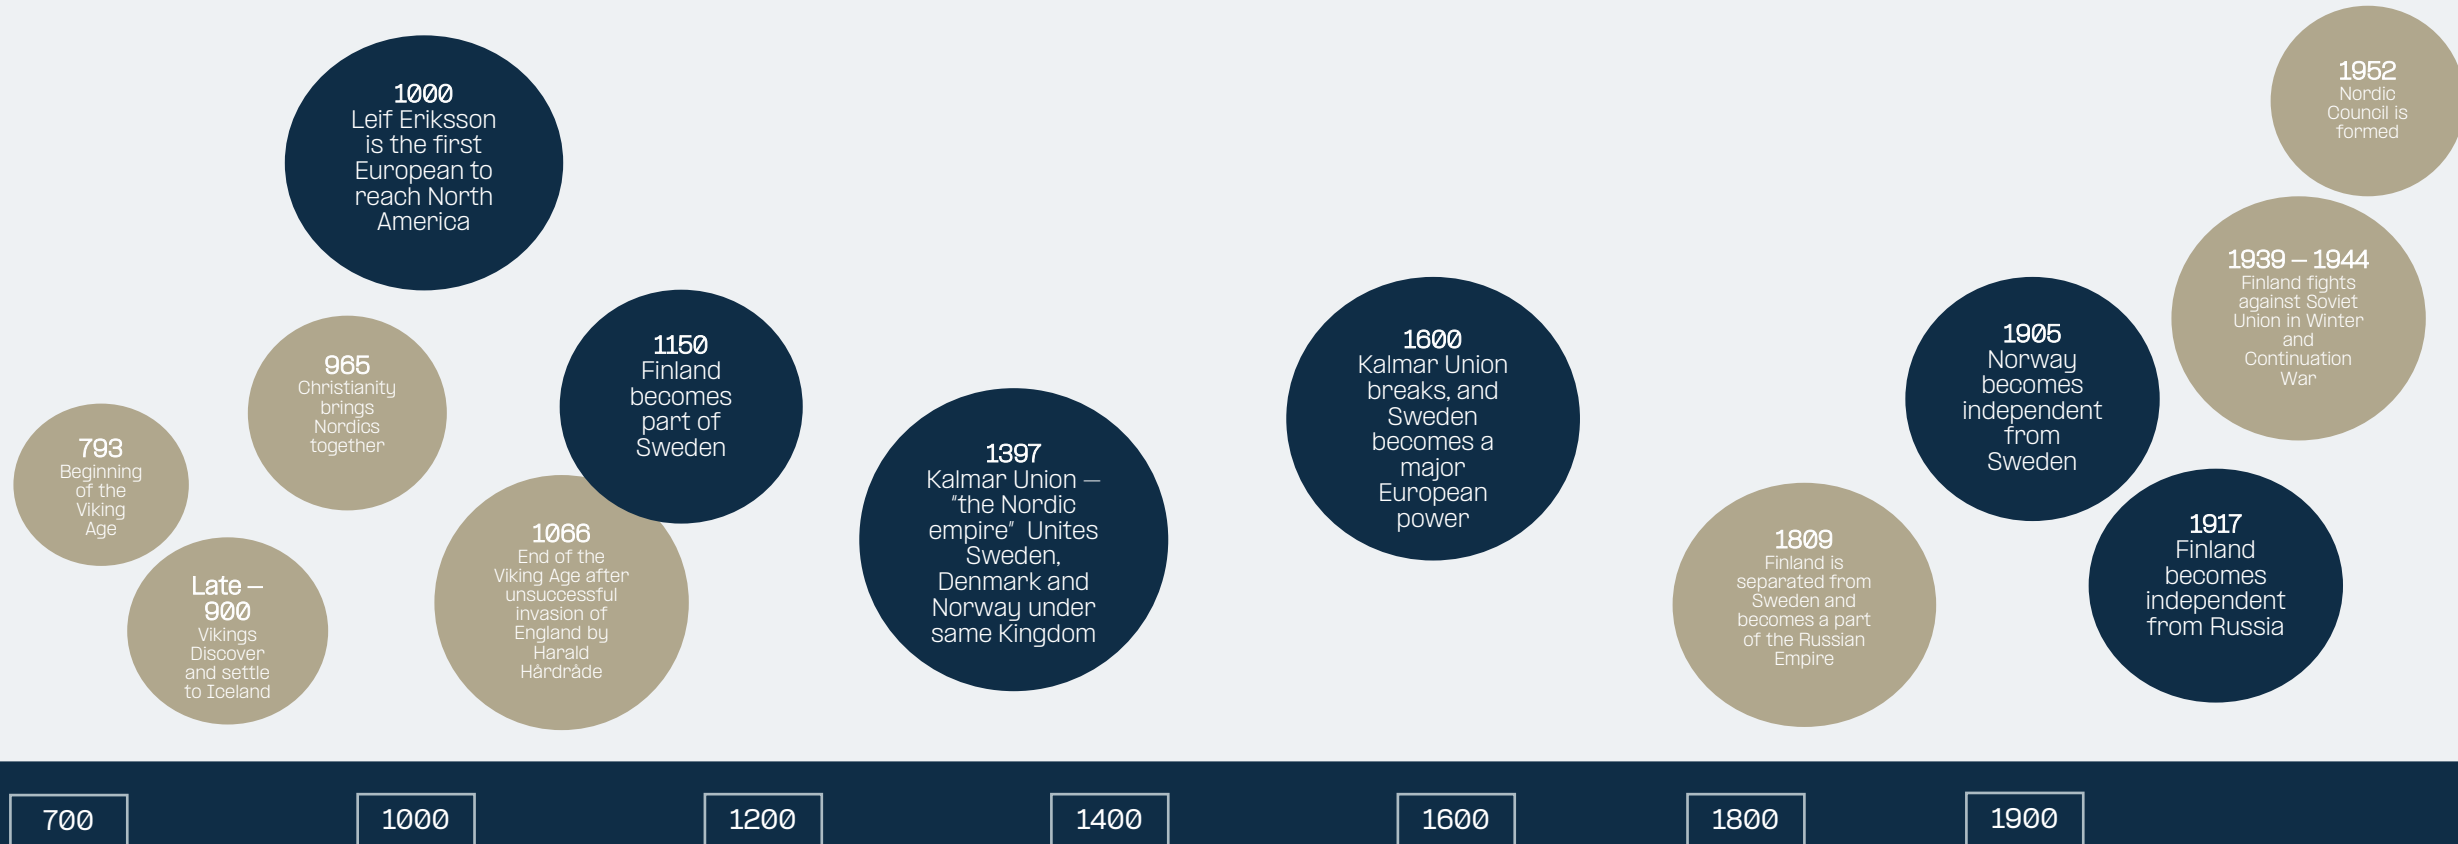 793
Beginning
of the
Viking
Age
Late –
900
Vikings
Discover
and settle
to Iceland
965
Christianity
brings
Nordics
together
1000
Leif Eriksson
is the first
European to
reach North
America
1066
End of the
Viking Age after
unsuccessful
invasion of
England by
Harald
Hårdråde
1150
Finland
becomes
part of
Sweden
1397
Kalmar Union –
"the Nordic
empire" Unites
Sweden,
Denmark and
Norway under
same Kingdom
1600
Kalmar Union
breaks, and
Sweden
becomes a
major
European
power
1809
Finland is
separated from
Sweden and
becomes a part
of the Russian
Empire
1905
Norway
becomes
independent
from
Sweden
1917
Finland
becomes
independent
from Russia
1939 – 1944
Finland fights
against Soviet
Union in Winter
and
Continuation
War
1952
Nordic
Council is
formed
700
1000
1200
1400
1600
1800
1900